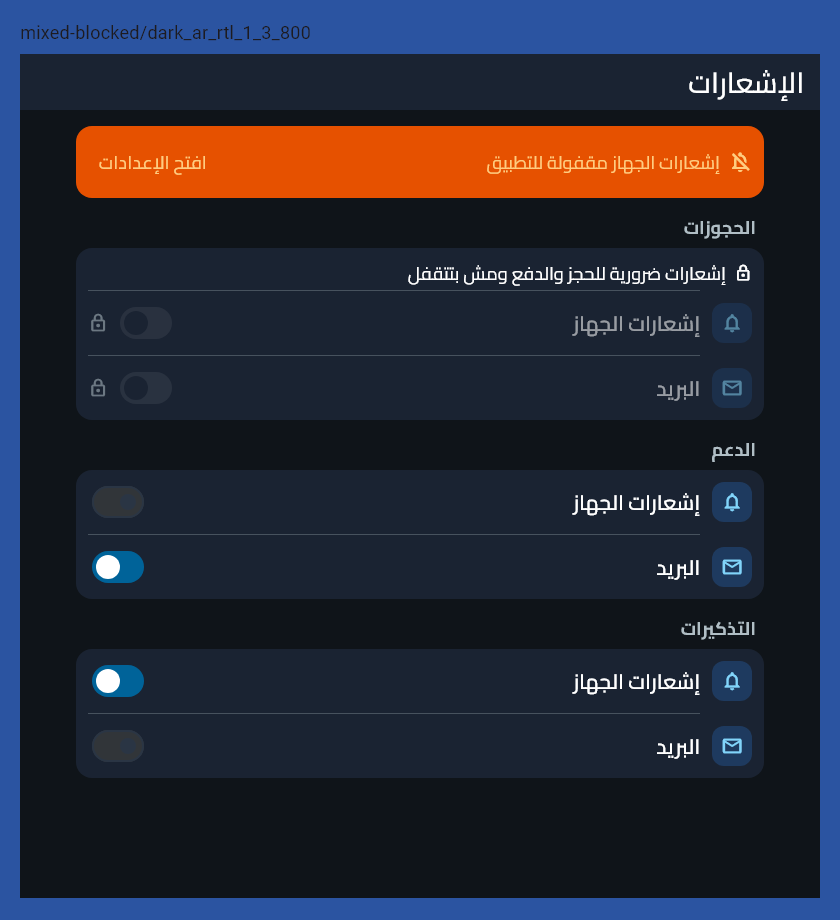 mixed-blocked/dark_ar_rtl_1_3_800
الإشعارات
إشعارات الجهاز مقفولة للتطبيق
افتح الإعدادات
الحجوزات
إشعارات ضرورية للحجز والدفع ومش بتتقفل
إشعارات الجهاز
البريد
الدعم
إشعارات الجهاز
البريد
التذكيرات
إشعارات الجهاز
البريد